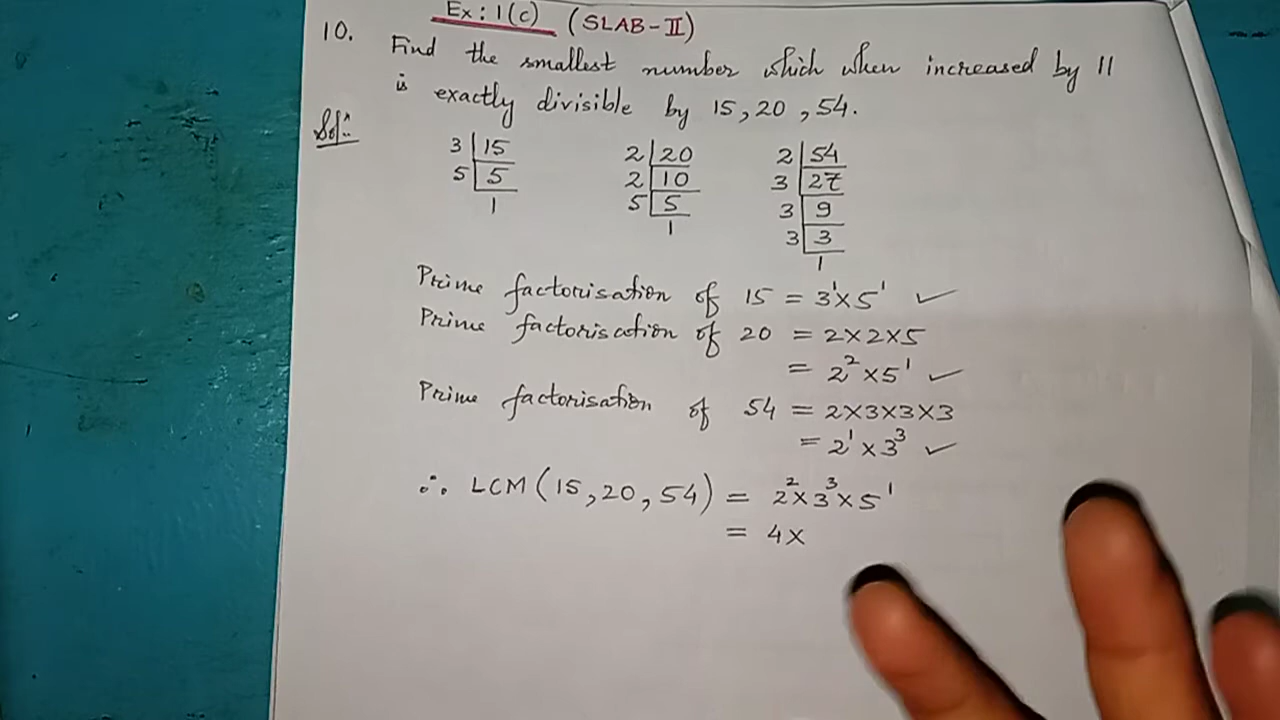 Ex: 1(c) (SLAB-II)
10. Find the smallest number which when increased by 11
is exactly divisible by 15, 20, 54.
Solⁿ:
3 | 15
5 | 5
1
2 | 20
2 | 10
5 | 5
1
2 | 54
3 | 27
3 | 9
3 | 3
1
Prime factorisation of 15 = 3¹×5¹ ✓
Prime factorisation of 20 = 2×2×5
= 2²×5¹ ✓
Prime factorisation of 54 = 2×3×3×3
= 2¹×3³ ✓
∴ LCM(15, 20, 54) = 2²×3³×5¹
= 4×